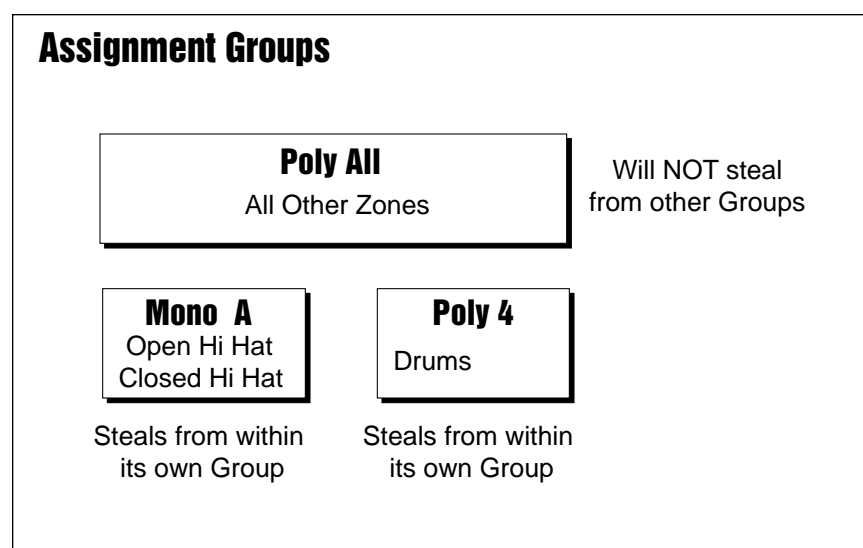 Assignment Groups
Poly All
All Other Zones
Will NOT steal
from other Groups
Mono A
Open Hi Hat
Closed Hi Hat
Steals from within
its own Group
Poly 4
Drums
Steals from within
its own Group